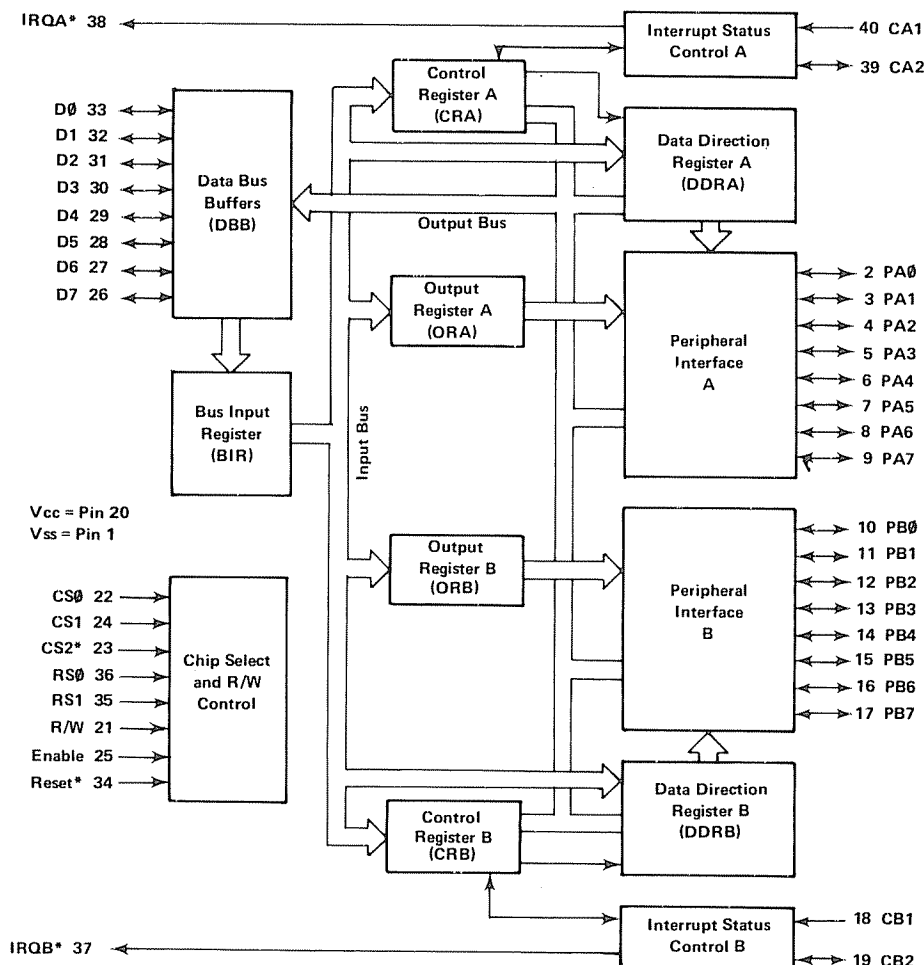 IRQA* 38
Interrupt Status
Control A
40 CA1
39 CA2
Control
Register A
(CRA)
DØ 33
D1 32
D2 31
D3 30
D4 29
D5 28
D6 27
D7 26
Data Bus
Buffers
(DBB)
Data Direction
Register A
(DDRA)
Output Bus
Output
Register A
(ORA)
Peripheral
Interface
A
2 PAØ
3 PA1
4 PA2
5 PA3
6 PA4
7 PA5
8 PA6
9 PA7
Bus Input
Register
(BIR)
Input Bus
Vcc = Pin 20
Vss = Pin 1
Output
Register B
(ORB)
Peripheral
Interface
B
10 PBØ
11 PB1
12 PB2
13 PB3
14 PB4
15 PB5
16 PB6
17 PB7
CSØ 22
CS1 24
CS2* 23
RSØ 36
RS1 35
R/W 21
Enable 25
Reset* 34
Chip Select
and R/W
Control
Data Direction
Register B
(DDRB)
Control
Register B
(CRB)
IRQB* 37
Interrupt Status
Control B
18 CB1
19 CB2